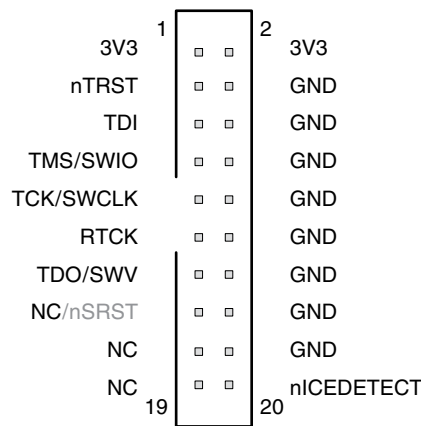 1 2
3V3 3V3
nTRST GND
TDI GND
TMS/SWIO GND
TCK/SWCLK GND
RTCK GND
TDO/SWV GND
NC/nSRST GND
NC GND
NC nICEDETECT
19 20